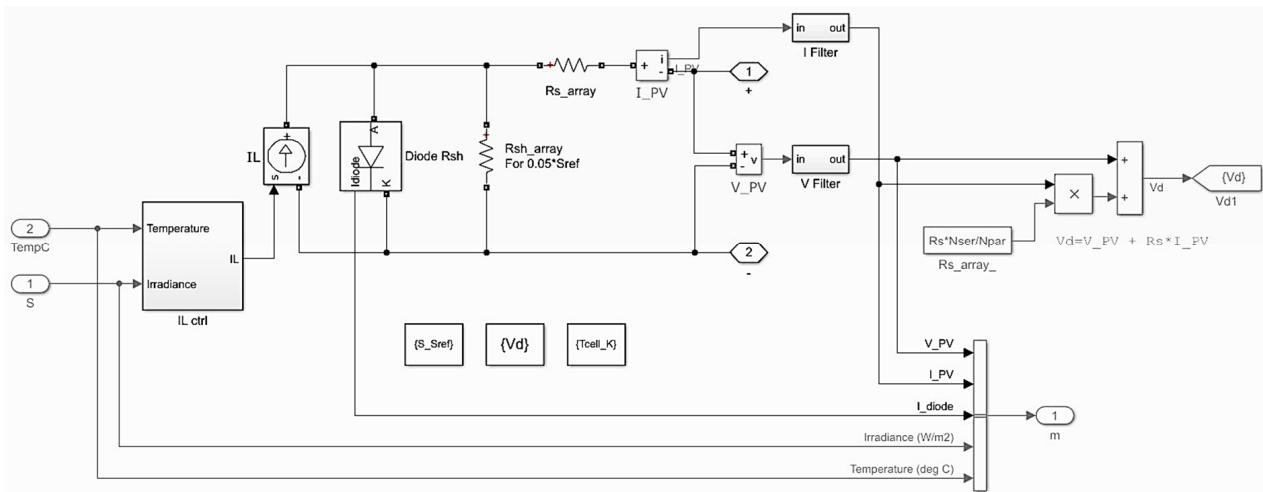 in out
I Filter
+ i
-
I_PV
I_PV
1
+
Rs_array
+
IL
s
-
A
Idiode
K
Diode Rsh
Rsh_array
For 0.05*Sref
+
- v
V_PV
in out
V Filter
+
+
Vd
{Vd}
Vd1
×
Rs*Nser/Npar
Rs_array_
Vd=V_PV + Rs*I_PV
2
TempC
1
S
Temperature
IL
Irradiance
IL ctrl
2
-
{S_Sref}
{Vd}
{Tcell_K}
V_PV
I_PV
I_diode
Irradiance (W/m2)
Temperature (deg C)
1
m